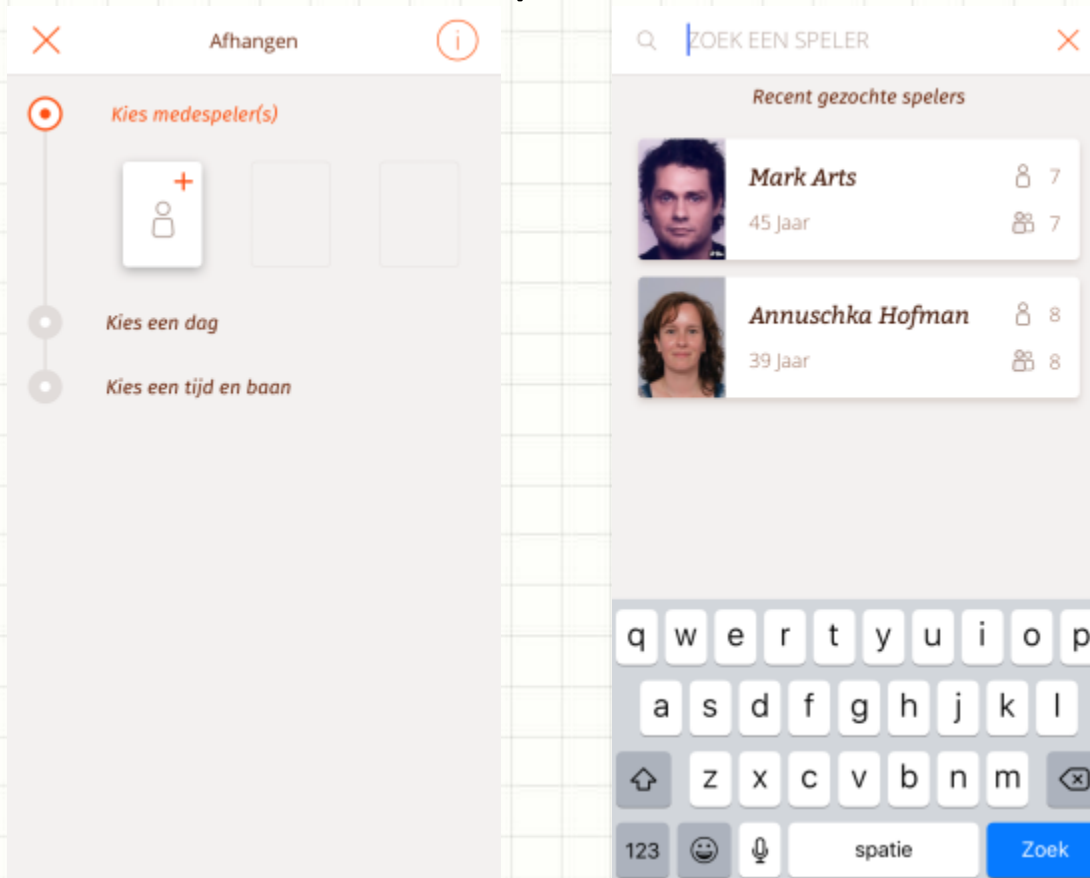 Afhangen
i
Kies medespeler(s)
Kies een dag
Kies een tijd en baan
ZOEK EEN SPELER
Recent gezochte spelers
Mark Arts
7
45 Jaar
7
Annuschka Hofman
8
39 Jaar
8
q w e r t y u i o p
a s d f g h j k l
z x c v b n m
123 spatie Zoek